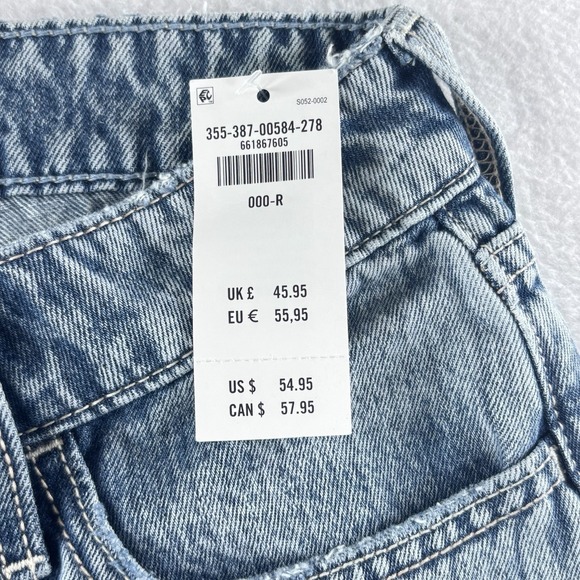 S052-0002
355-387-00584-278
661867605
000-R
UK £ 45.95
EU € 55,95
US $ 54.95
CAN $ 57.95